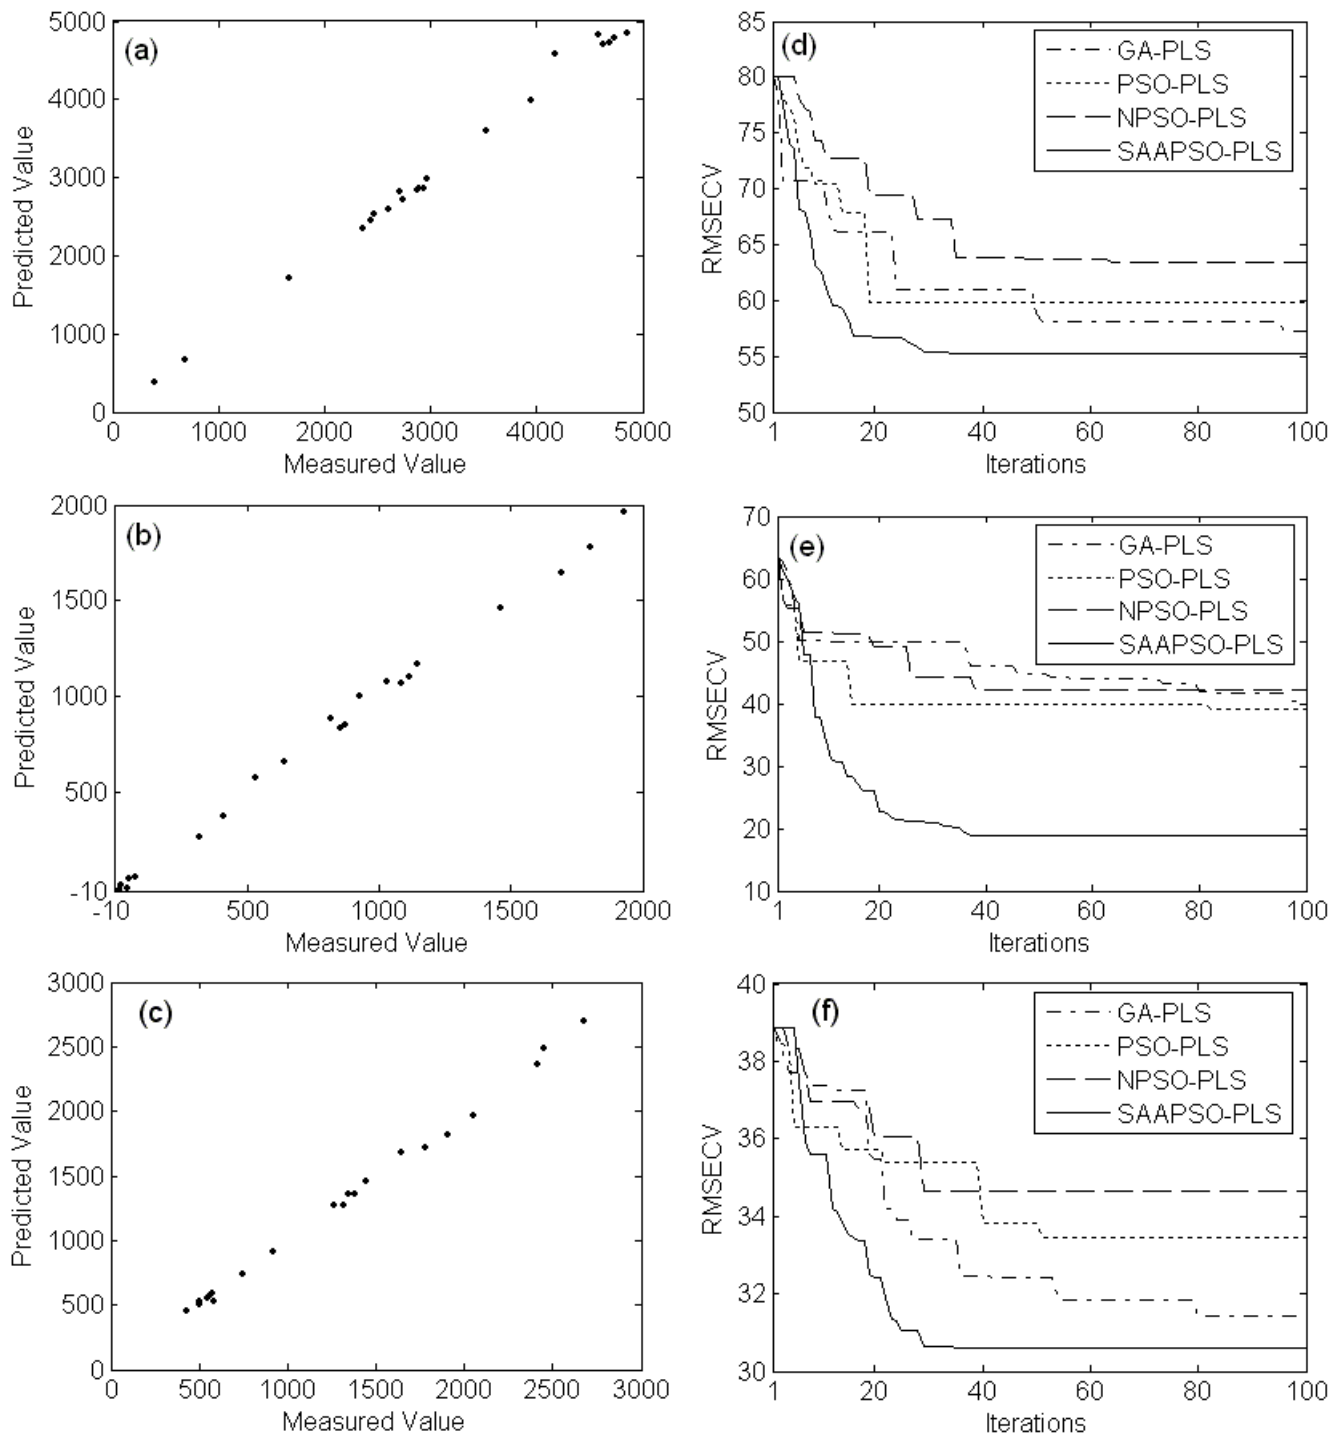 (a)
5000
4000
3000
2000
1000
0
0 1000 2000 3000 4000 5000
Predicted Value
Measured Value
(d)
85
80
75
70
65
60
55
50
1 20 40 60 80 100
RMSECV
Iterations
GA-PLS
PSO-PLS
NPSO-PLS
SAAPSO-PLS
(b)
2000
1500
1000
500
-10
-10 500 1000 1500 2000
Predicted Value
Measured Value
(e)
70
60
50
40
30
20
10
1 20 40 60 80 100
RMSECV
Iterations
GA-PLS
PSO-PLS
NPSO-PLS
SAAPSO-PLS
(c)
3000
2500
2000
1500
1000
500
0
0 500 1000 1500 2000 2500 3000
Predicted Value
Measured Value
(f)
40
38
36
34
32
30
1 20 40 60 80 100
RMSECV
Iterations
GA-PLS
PSO-PLS
NPSO-PLS
SAAPSO-PLS